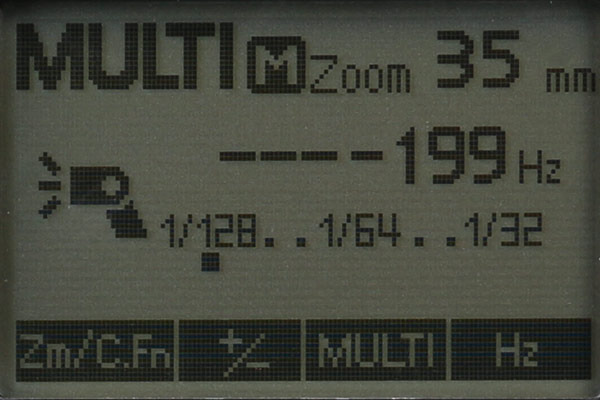 MULTI M Zoom 35 mm
---- 199 Hz
1/128..1/64..1/32
Zm/C.Fn +/- MULTI Hz